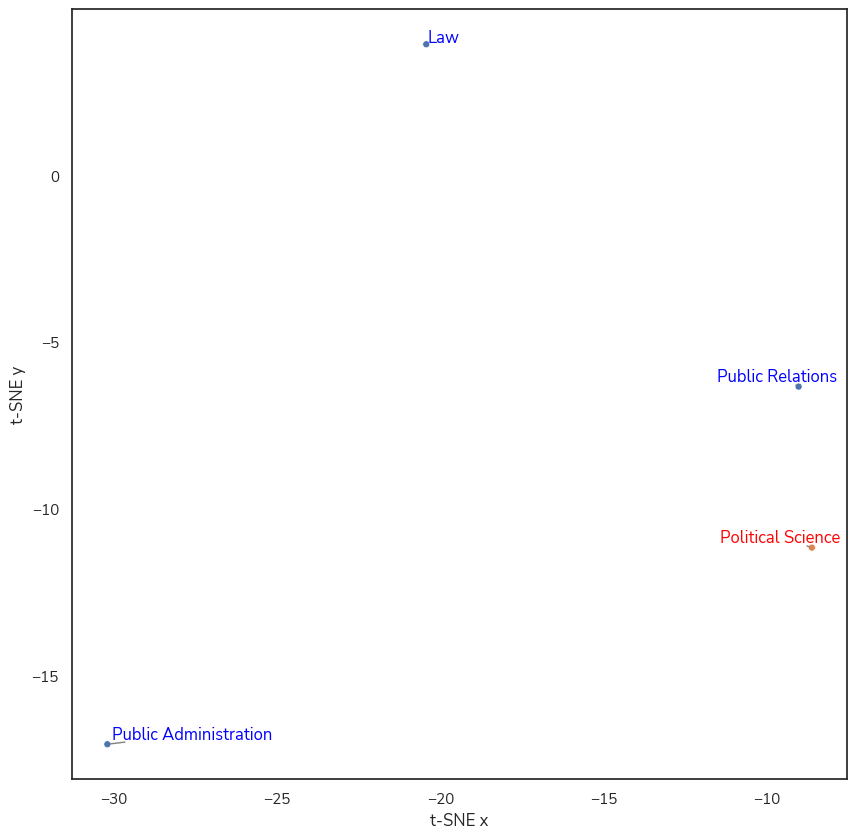 Law
0
Public Relations
−5
t-SNE y
−10
Political Science
−15
Public Administration
−30
−25
−20
−15
−10
t-SNE x